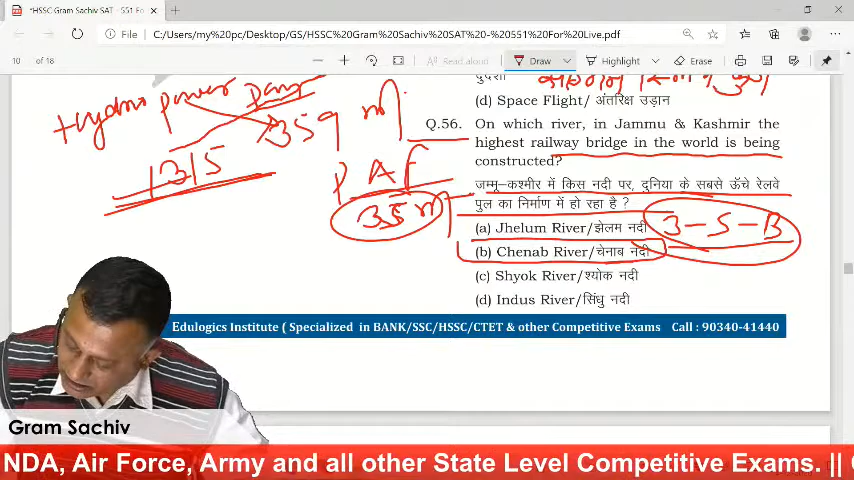 *HSSC Gram Sachiv SAT - 551 Fo
File
C:/Users/my%20pc/Desktop/GS/HSSC%20Gram%20Sachiv%20SAT%20-%20551%20For%20Live.pdf
10 of 18
Read aloud
Draw
Highlight
Erase
(d) Space Flight/ अंतरिक्ष उड़ान
Hydro power
359 m
1315
PAF
35 m
Q.56.
On which river, in Jammu & Kashmir the
highest railway bridge in the world is being
constructed?
जम्मू-कश्मीर में किस नदी पर, दुनिया के सबसे ऊँचे रेलवे
पुल का निर्माण में हो रहा है ?
(a) Jhelum River/झेलम नदी
3-S-B
(b) Chenab River/चेनाब नदी
(c) Shyok River/श्योक नदी
(d) Indus River/सिंधु नदी
Edulogics Institute ( Specialized in BANK/SSC/HSSC/CTET & other Competitive Exams Call : 90340-41440
Gram Sachiv
NDA, Air Force, Army and all other State Level Competitive Exams. ||